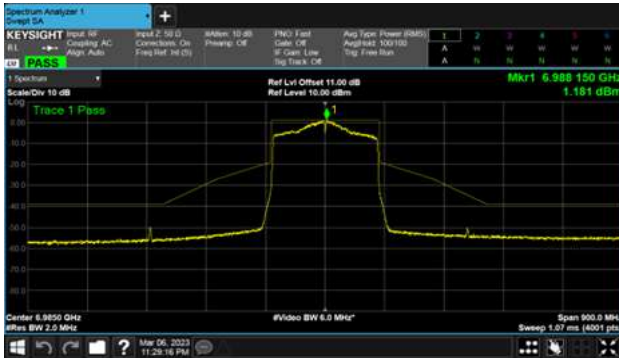 Spectrum Analyzer 1
Swept SA
+
KEYSIGHT
Input: RF
Coupling: AC
Align: Auto
Input Z: 50 Ω
Corrections: On
Freq Ref: Int (S)
#Atten: 10 dB
Preamp: Off
PNO: Fast
Gate: Off
IF Gain: Low
Sig Track: Off
Avg Type: Power (RMS)
Avg|Hold: 100/100
Trig: Free Run
1 2 3 4 5 6
A W W W W W
A N N N N N
RL
LXI
PASS
1 Spectrum
Scale/Div 10 dB
Ref Lvl Offset 11.00 dB
Ref Level 10.00 dBm
Mkr1 6.988 150 GHz
1.181 dBm
Log
Trace 1 Pass
1
0.00
Center 6.9850 GHz
#Res BW 2.0 MHz
#Video BW 6.0 MHz*
Span 900.0 MHz
Sweep 1.07 ms (4001 pts)
Mar 06, 2023
11:29:16 PM